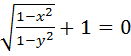 √((1-x²)/(1-y²)) + 1 = 0